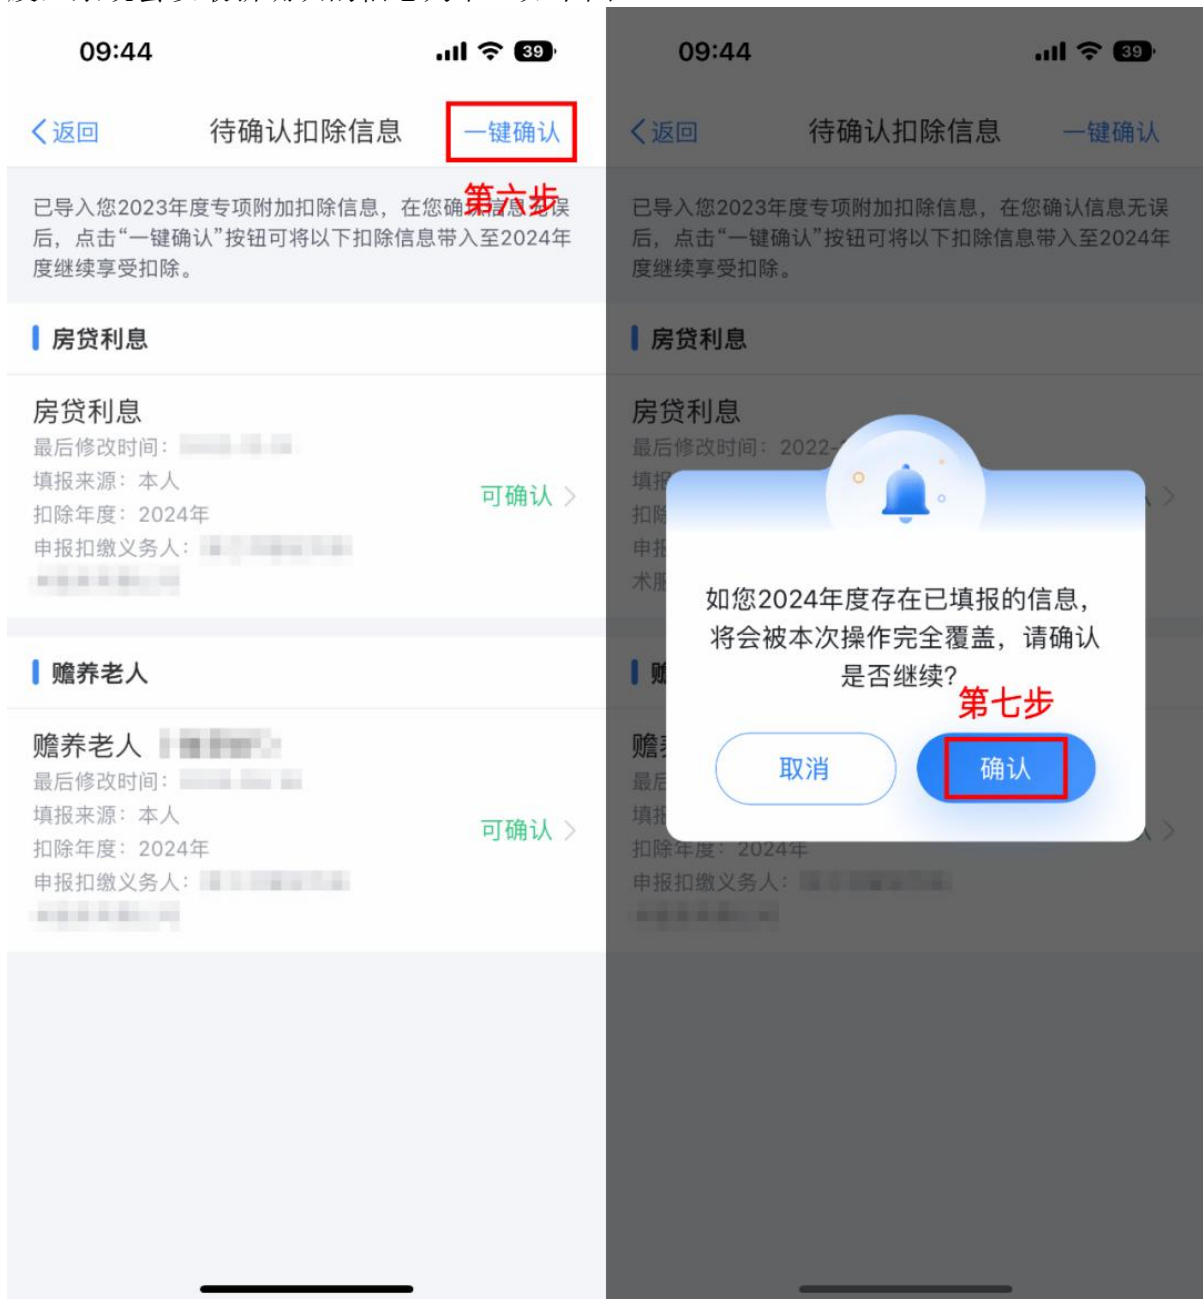 09:44
39
返回
待确认扣除信息
一键确认
第六步
已导入您2023年度专项附加扣除信息，在您确 信息无误
后，点击“一键确认”按钮可将以下扣除信息带入至2024年
度继续享受扣除。
房贷利息
房贷利息
最后修改时间：
填报来源：本人
扣除年度：2024年
申报扣缴义务人：
可确认
赡养老人
赡养老人
最后修改时间：
填报来源：本人
扣除年度：2024年
申报扣缴义务人：
可确认
09:44
39
返回
待确认扣除信息
一键确认
已导入您2023年度专项附加扣除信息，在您确认信息无误
后，点击“一键确认”按钮可将以下扣除信息带入至2024年
度继续享受扣除。
房贷利息
房贷利息
最后修改时间：2022-
填报
扣除
申报
术服
如您2024年度存在已填报的信息，
将会被本次操作完全覆盖，请确认
是否继续？
第七步
取消
确认
赡
赡养
最后
填报
扣除年度：2024年
申报扣缴义务人：